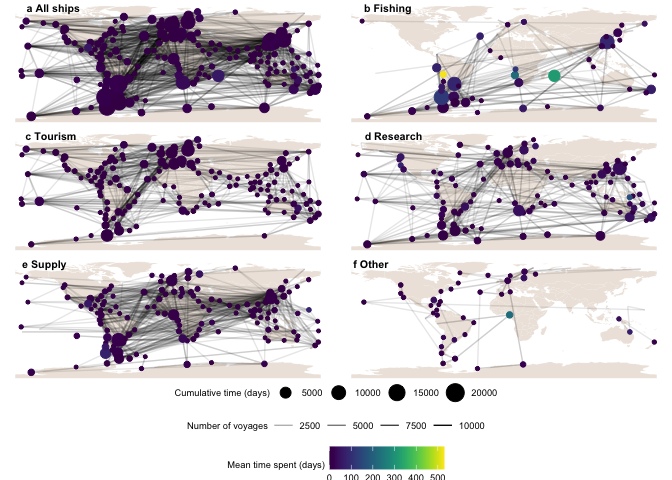 a All ships
b Fishing
c Tourism
d Research
e Supply
f Other
Cumulative time (days) 5000 10000 15000 20000
Number of voyages 2500 5000 7500 10000
Mean time spent (days)
0 100 200 300 400 500